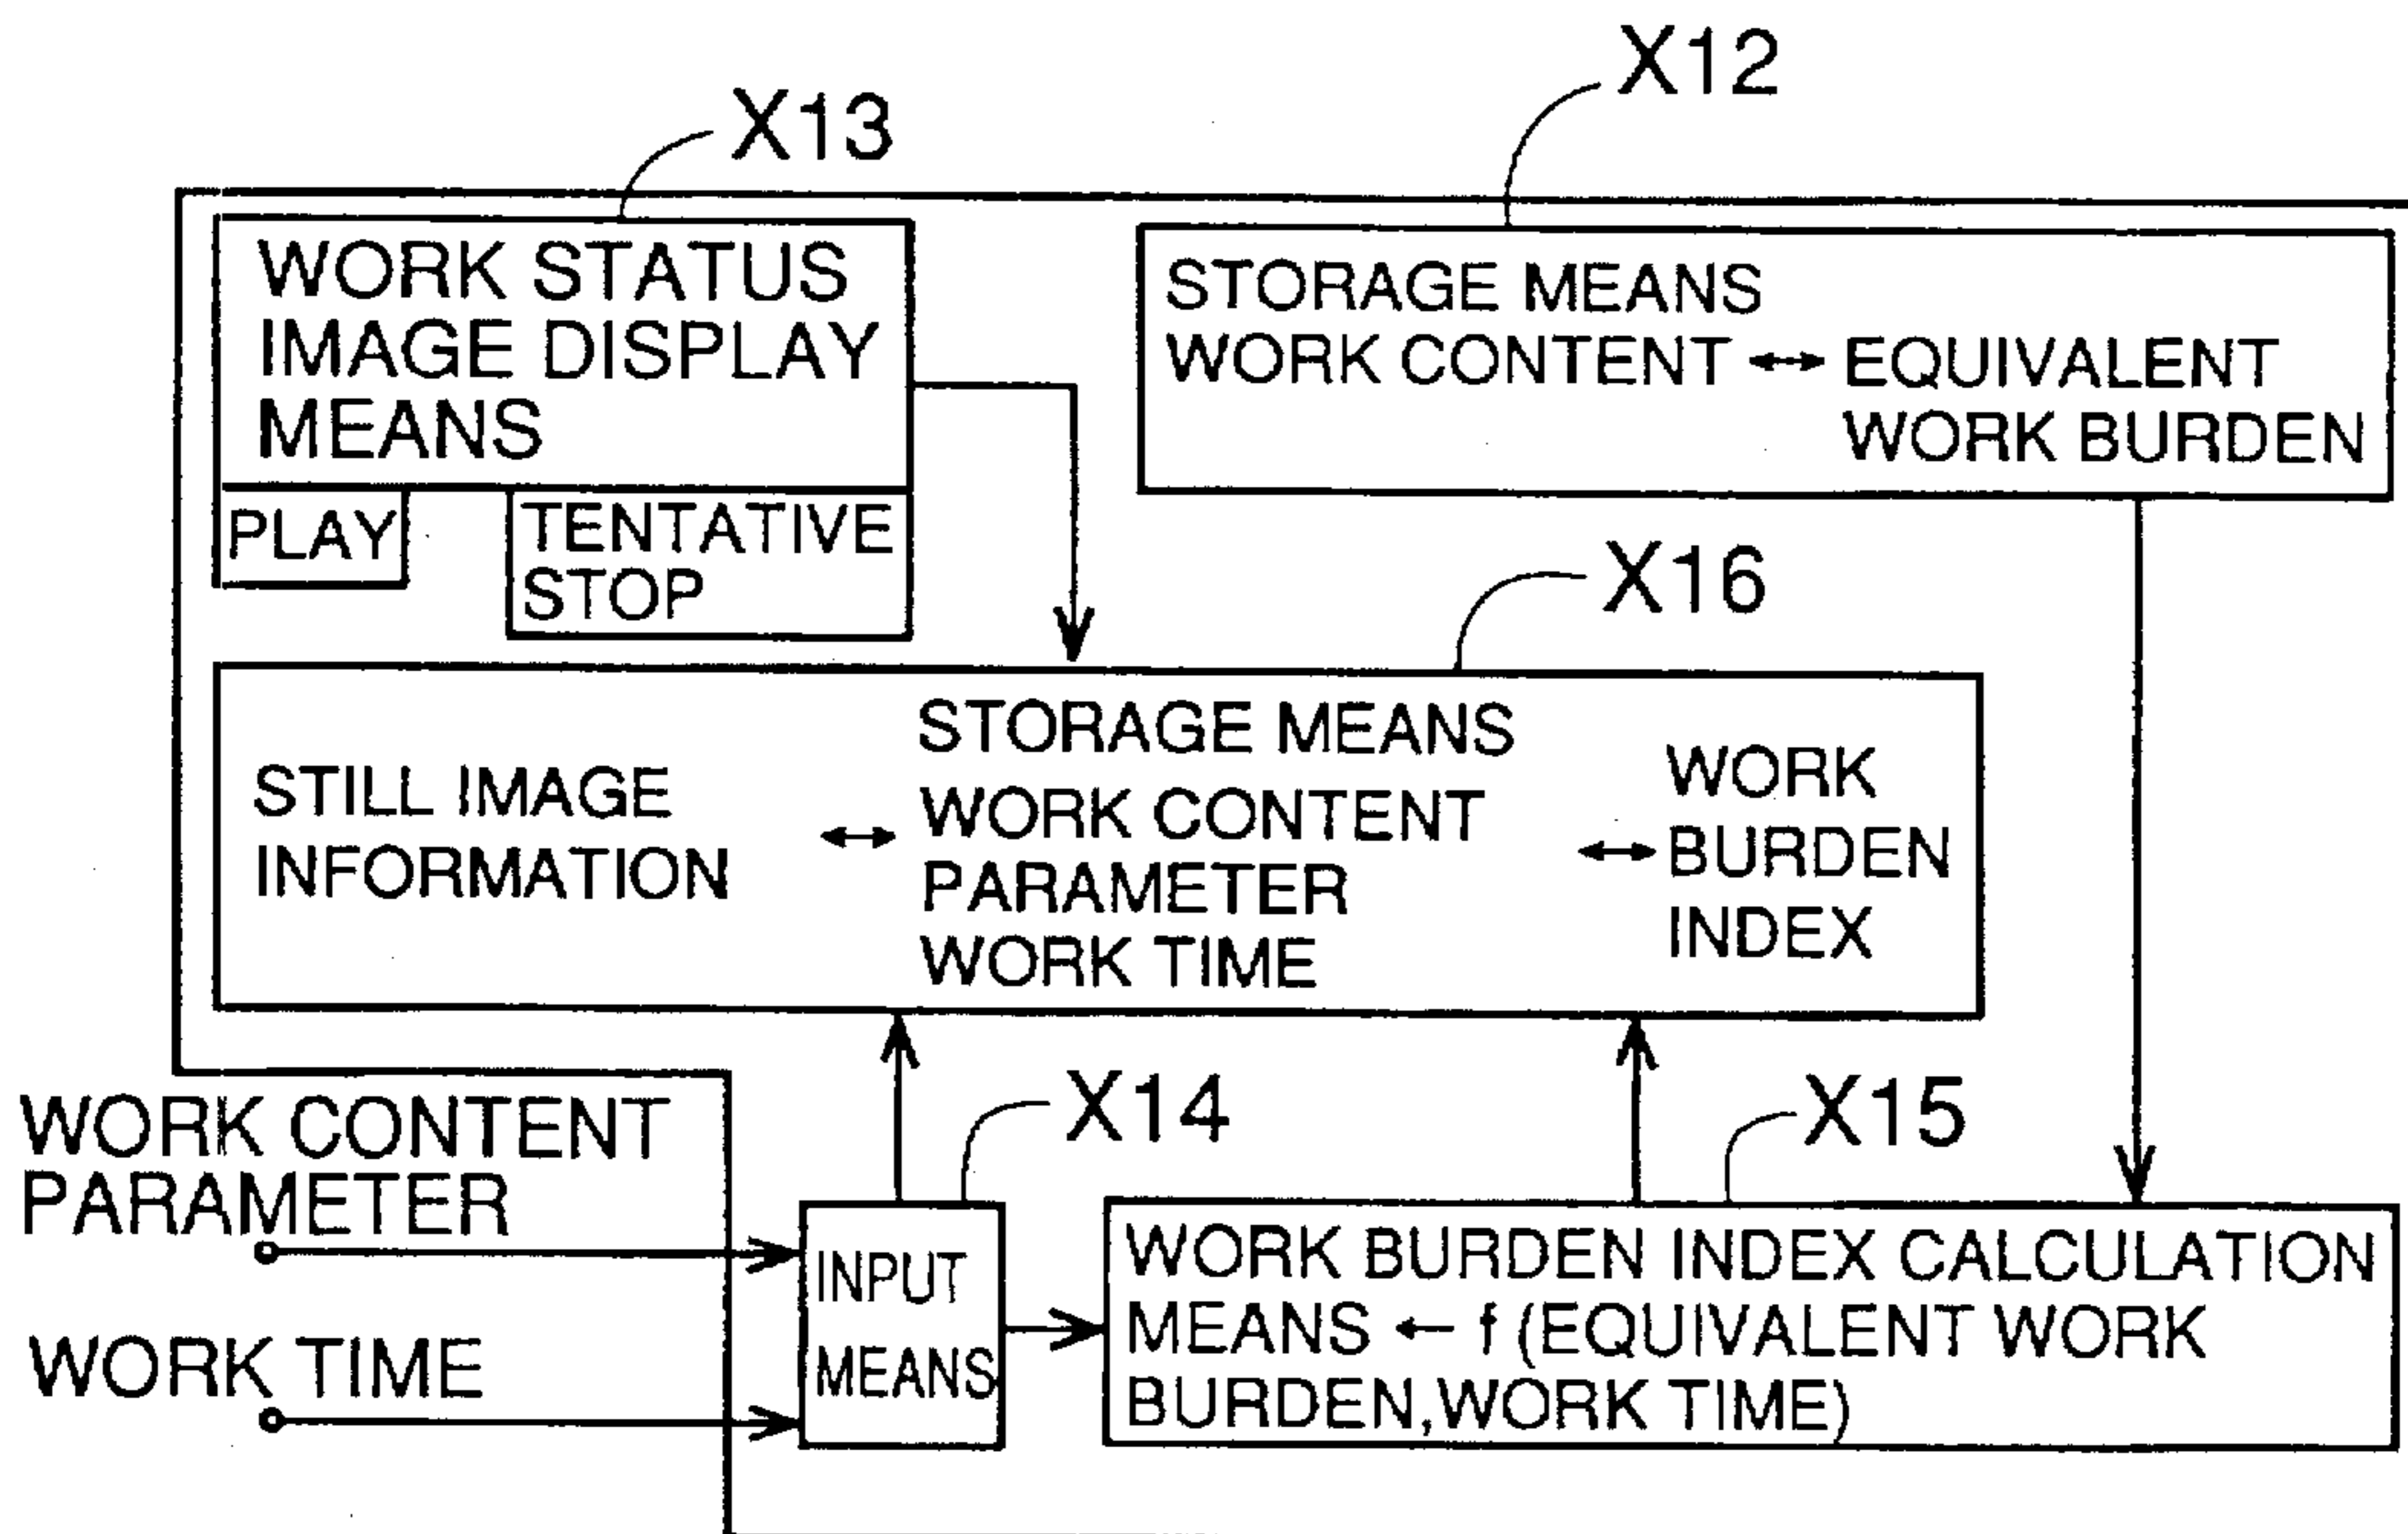 X12
X13
WORK STATUS
IMAGE DISPLAY
MEANS
PLAY
TENTATIVE
STOP
STORAGE MEANS
WORK CONTENT ↔ EQUIVALENT
WORK BURDEN
X16
STILL IMAGE
INFORMATION
↔
STORAGE MEANS
WORK CONTENT
PARAMETER
WORK TIME
↔
WORK
BURDEN
INDEX
WORK CONTENT
PARAMETER
WORK TIME
X14
INPUT
MEANS
X15
WORK BURDEN INDEX CALCULATION
MEANS ← f (EQUIVALENT WORK
BURDEN,WORK TIME)